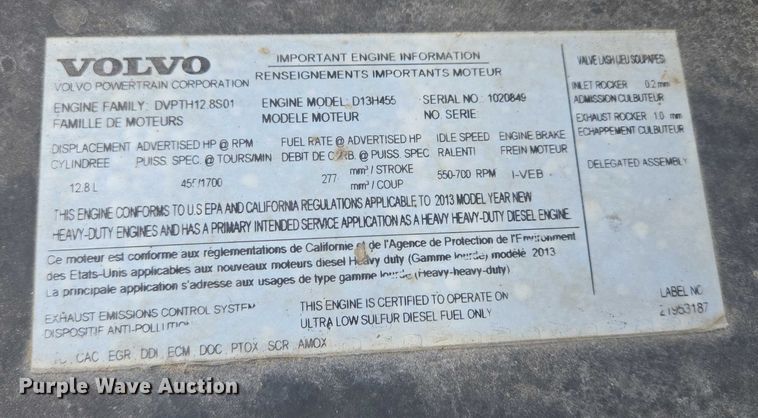 VOLVO
VOLVO POWERTRAIN CORPORATION
IMPORTANT ENGINE INFORMATION
RENSEIGNEMENTS IMPORTANTS MOTEUR
ENGINE FAMILY: DVPTH12.8S01
FAMILLE DE MOTEURS
ENGINE MODEL: D13H455
MODELE MOTEUR
SERIAL NO: 1020849
NO. SERIE:
DISPLACEMENT
CYLINDREE
12.8 L
ADVERTISED HP @ RPM
PUISS. SPEC. @ TOURS/MIN
455/1700
FUEL RATE @ ADVERTISED HP
DEBIT DE CARB. @ PUISS. SPEC
277 mm³ / STROKE
mm³ / COUP
IDLE SPEED
RALENTI
550-700 RPM
ENGINE BRAKE
FREIN MOTEUR
I-VEB
THIS ENGINE CONFORMS TO U.S EPA AND CALIFORNIA REGULATIONS APPLICABLE TO 2013 MODEL YEAR NEW
HEAVY-DUTY ENGINES AND HAS A PRIMARY INTENDED SERVICE APPLICATION AS A HEAVY HEAVY-DUTY DIESEL ENGINE.
Ce moteur est conforme aux réglementations de Californie et de l'Agence de Protection de l'Environment
des Etats-Unis applicables aux nouveaux moteurs diesel Heavy duty (Gamme lourde) modèle 2013
La principale application s'adresse aux usages de type gamme lourde (Heavy-heavy-duty)
EXHAUST EMISSIONS CONTROL SYSTEM
DISPOSITIF ANTI-POLLUTION
THIS ENGINE IS CERTIFIED TO OPERATE ON
ULTRA LOW SULFUR DIESEL FUEL ONLY
CAC EGR DDI ECM DOC PTOX SCR AMOX
VALVE LASH (JEU SOUPAPES)
INLET ROCKER 0.2 mm
ADMISSION CULBUTEUR
EXHAUST ROCKER 1.0 mm
ECHAPPEMENT CULBUTEUR
DELEGATED ASSEMBLY
LABEL NO
21953187
Purple Wave Auction